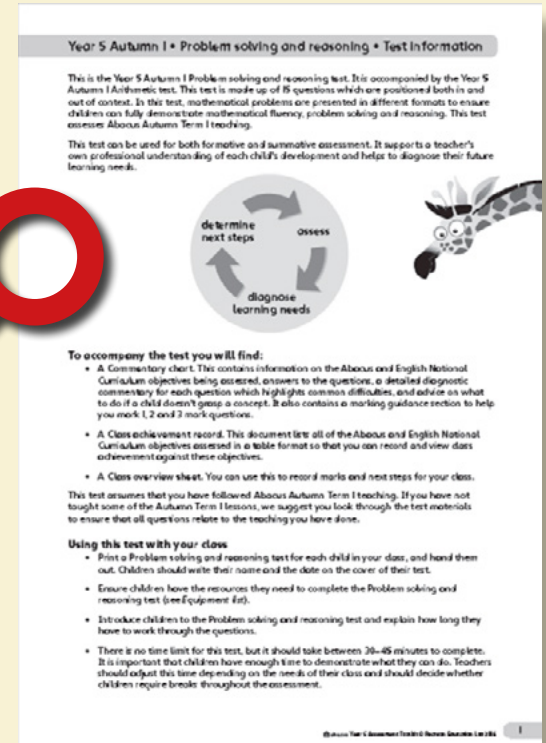 Year 5 Autumn 1 • Problem solving and reasoning • Test information
This is the Year 5 Autumn 1 Problem solving and reasoning test. It is accompanied by the Year 5
Autumn 1 Arithmetic test. This test is made up of 15 questions which are positioned both in and
out of context. In this test, mathematical problems are presented in different formats to ensure
children can fully demonstrate mathematical fluency, problem solving and reasoning. This test
assesses Abacus Autumn Term 1 teaching.
This test can be used for both formative and summative assessment. It supports a teacher's
own professional understanding of each child's development and helps to diagnose their future
learning needs.
determine
next steps
assess
diagnose
learning needs
To accompany the test you will find:
• A Commentary chart. This contains information on the Abacus and English National
Curriculum objectives being assessed, answers to the questions, a detailed diagnostic
commentary for each question which highlights common difficulties, and advice on what
to do if a child doesn't grasp a concept. It also contains a marking guidance section to help
you mark 1, 2 and 3 mark questions.
• A Class achievement record. This document lists all of the Abacus and English National
Curriculum objectives assessed in a table format so that you can record and view class
achievement against these objectives.
• A Class overview sheet. You can use this to record marks and next steps for your class.
This test assumes that you have followed Abacus Autumn Term 1 teaching. If you have not
taught some of the Autumn Term 1 lessons, we suggest you look through the test materials
to ensure that all questions relate to the teaching you have done.
Using this test with your class
• Print a Problem solving and reasoning test for each child in your class, and hand them
out. Children should write their name and the date on the cover of their test.
• Ensure children have the resources they need to complete the Problem solving and
reasoning test (see Equipment list).
• Introduce children to the Problem solving and reasoning test and explain how long they
have to work through the questions.
• There is no time limit for this test, but it should take between 30–45 minutes to complete.
It is important that children have enough time to demonstrate what they can do. Teachers
should adjust this time depending on the needs of their class and should decide whether
children require breaks throughout the assessment.
Year 5 Assessment Pearson Education
1